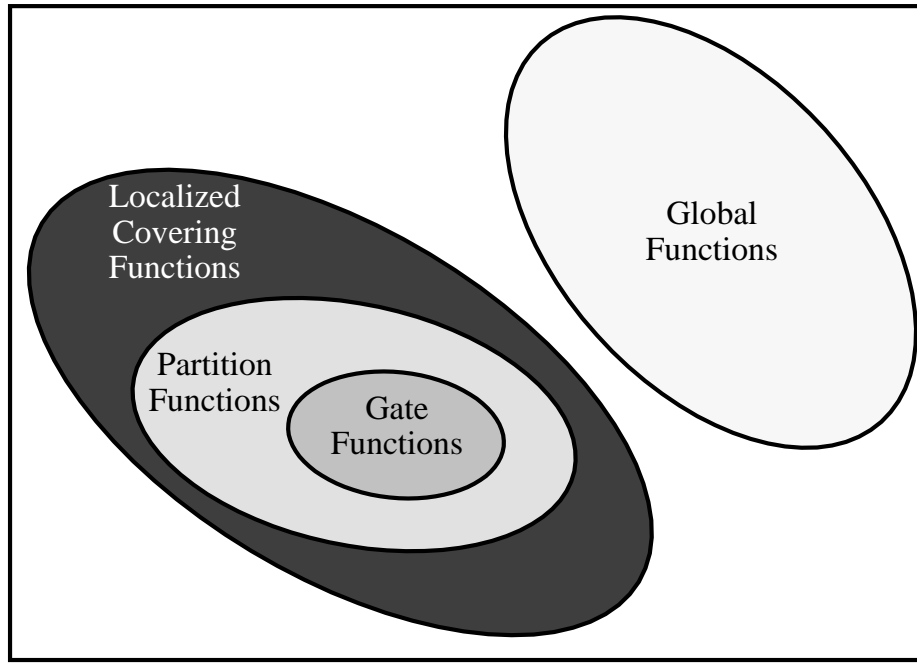 Localized
Covering
Functions
Global
Functions
Partition
Functions
Gate
Functions